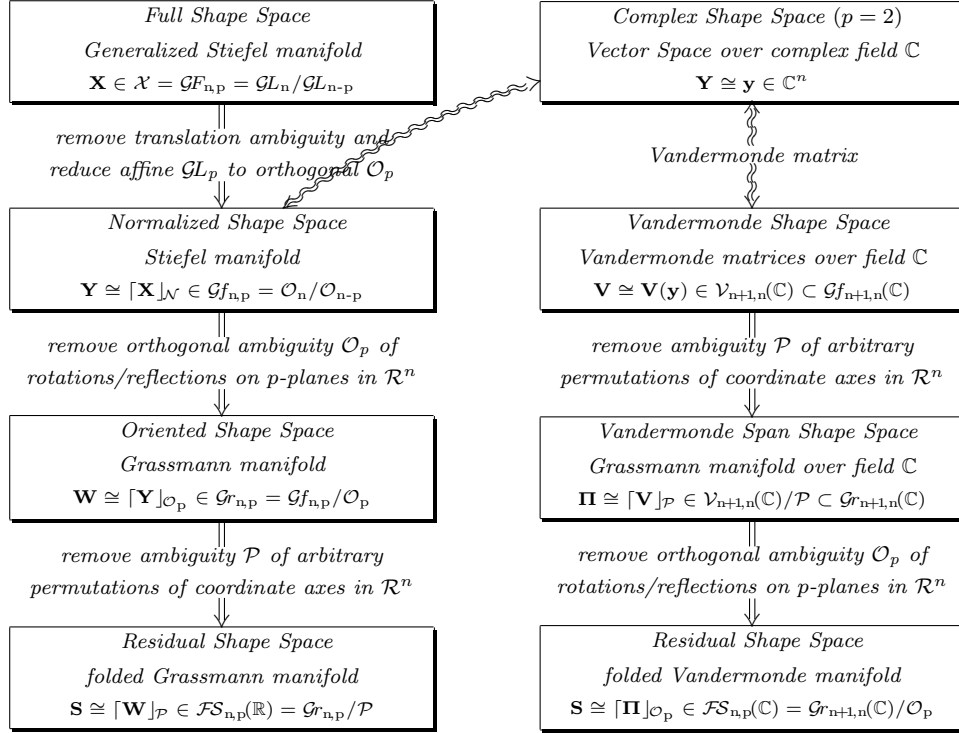 Full Shape Space
Generalized Stiefel manifold
X ∈ 𝒳 = 𝒢F_{n,p} = 𝒢L_n/𝒢L_{n-p}
remove translation ambiguity and
reduce affine 𝒢L_p to orthogonal 𝒪_p
Normalized Shape Space
Stiefel manifold
Y ≅ ⌈X⌋_𝒩 ∈ 𝒢f_{n,p} = 𝒪_n/𝒪_{n-p}
remove orthogonal ambiguity 𝒪_p of
rotations/reflections on p-planes in ℛ^n
Oriented Shape Space
Grassmann manifold
W ≅ ⌈Y⌋_{𝒪_p} ∈ 𝒢r_{n,p} = 𝒢f_{n,p}/𝒪_p
remove ambiguity 𝒫 of arbitrary
permutations of coordinate axes in ℛ^n
Residual Shape Space
folded Grassmann manifold
S ≅ ⌈W⌋_𝒫 ∈ ℱS_{n,p}(ℝ) = 𝒢r_{n,p}/𝒫
Complex Shape Space (p = 2)
Vector Space over complex field ℂ
Y ≅ y ∈ ℂ^n
Vandermonde matrix
Vandermonde Shape Space
Vandermonde matrices over field ℂ
V ≅ V(y) ∈ 𝒱_{n+1,n}(ℂ) ⊂ 𝒢f_{n+1,n}(ℂ)
remove ambiguity 𝒫 of arbitrary
permutations of coordinate axes in ℛ^n
Vandermonde Span Shape Space
Grassmann manifold over field ℂ
Π ≅ ⌈V⌋_𝒫 ∈ 𝒱_{n+1,n}(ℂ)/𝒫 ⊂ 𝒢r_{n+1,n}(ℂ)
remove orthogonal ambiguity 𝒪_p of
rotations/reflections on p-planes in ℛ^n
Residual Shape Space
folded Vandermonde manifold
S ≅ ⌈Π⌋_{𝒪_p} ∈ ℱS_{n,p}(ℂ) = 𝒢r_{n+1,n}(ℂ)/𝒪_p